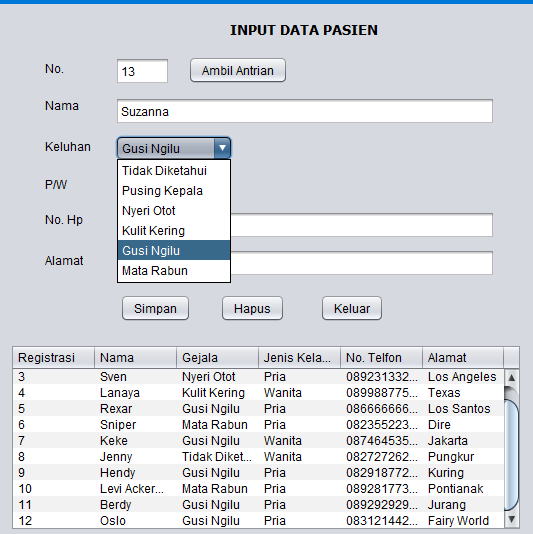 INPUT DATA PASIEN
No. 13 Ambil Antrian
Nama Suzanna
Keluhan Gusi Ngilu
Tidak Diketahui
P/W
Pusing Kepala
Nyeri Otot
No. Hp
Kulit Kering
Gusi Ngilu
Alamat
Mata Rabun
Simpan Hapus Keluar
Registrasi Nama Gejala Jenis Kela... No. Telfon Alamat
3 Sven Nyeri Otot Pria 089231332... Los Angeles
4 Lanaya Kulit Kering Wanita 089988775... Texas
5 Rexar Gusi Ngilu Pria 086666666... Los Santos
6 Sniper Mata Rabun Pria 082355223... Dire
7 Keke Gusi Ngilu Wanita 087464535... Jakarta
8 Jenny Tidak Diket... Wanita 082727262... Pungkur
9 Hendy Gusi Ngilu Pria 082918772... Kuring
10 Levi Acker... Mata Rabun Pria 089281773... Pontianak
11 Berdy Gusi Ngilu Pria 089292929... Jurang
12 Oslo Gusi Ngilu Pria 083121442... Fairy World